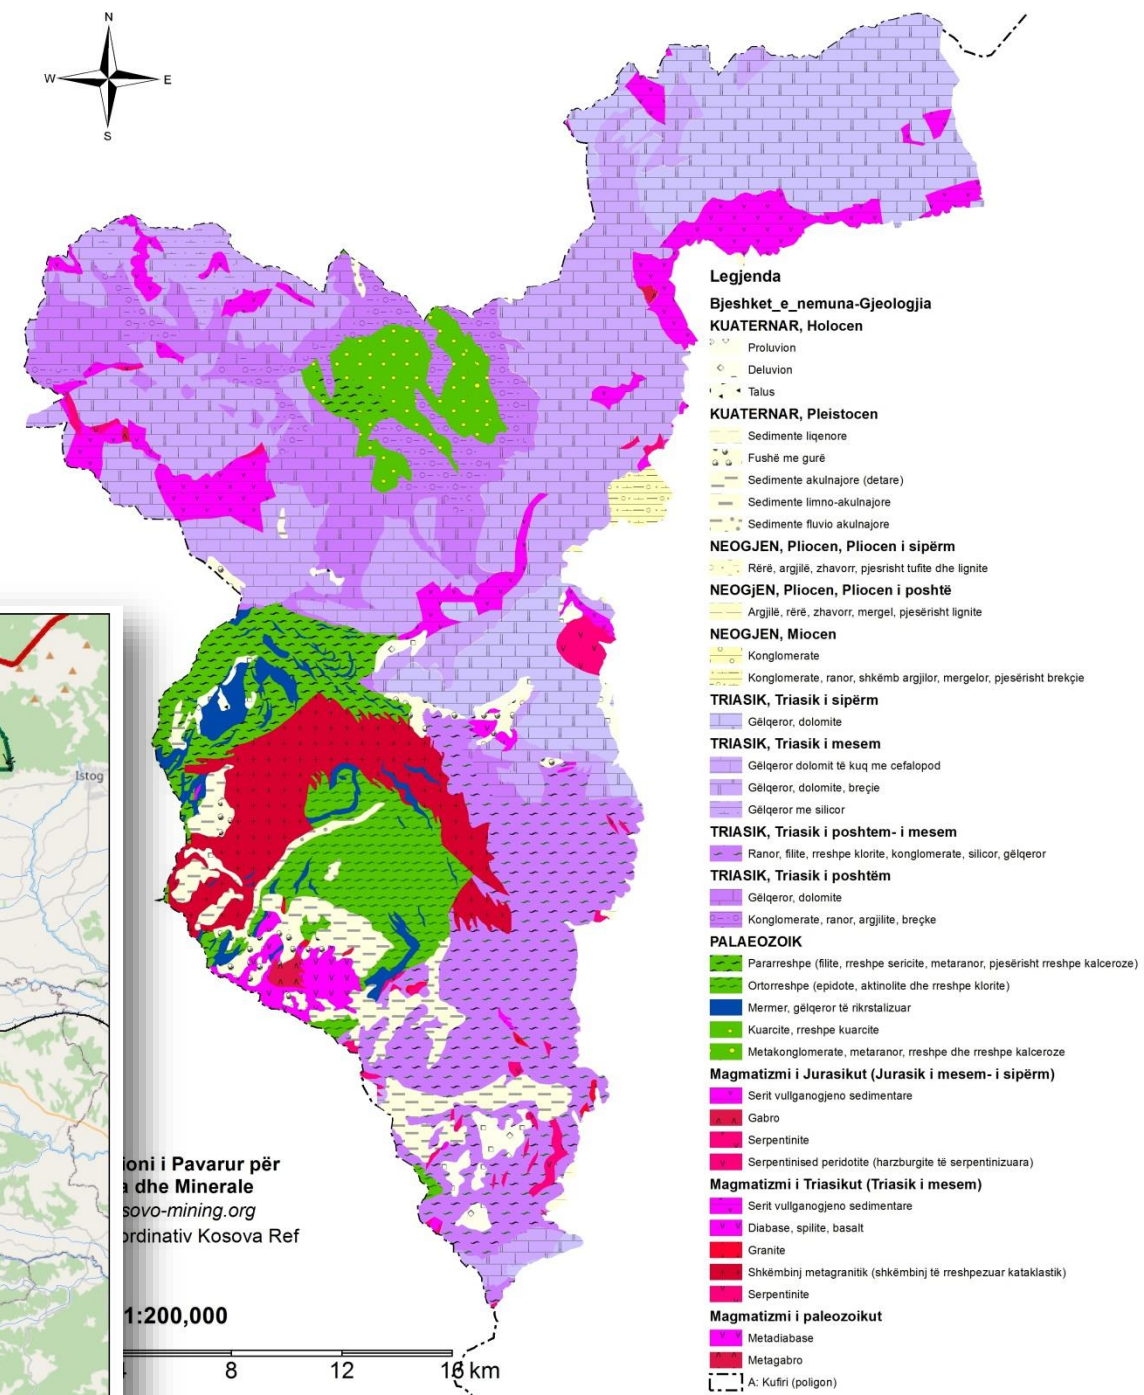 N
W
E
S
Legjenda
Bjeshket_e_nemuna-Gjeologjia
KUATERNAR, Holocen
Proluvion
Deluvion
Talus
KUATERNAR, Pleistocen
Sedimente liqenore
Fushë me gurë
Sedimente akulnajore (detare)
Sedimente limno-akulnajore
Sedimente fluvio akulnajore
NEOGJEN, Pliocen, Pliocen i sipërm
Rërë, argjilë, zhavorr, pjesrisht tufite dhe lignite
NEOGjEN, Pliocen, Pliocen i poshtë
Argjilë, rërë, zhavorr, mergel, pjesërisht lignite
NEOGJEN, Miocen
Konglomerate
Konglomerate, ranor, shkëmb argjilor, mergelor, pjesërisht brekçie
TRIASIK, Triasik i sipërm
Gëlqeror, dolomite
TRIASIK, Triasik i mesem
Gëlqeror dolomit të kuq me cefalopod
Gëlqeror, dolomite, breçie
Gëlqeror me silicor
TRIASIK, Triasik i poshtem- i mesem
Ranor, filite, rreshpe klorite, konglomerate, silicor, gëlqeror
TRIASIK, Triasik i poshtëm
Gëlqeror, dolomite
Konglomerate, ranor, argjilite, breçke
PALAEOZOIK
Pararreshpe (filite, rreshpe sericite, metaranor, pjesërisht rreshpe kalceroze)
Ortorreshpe (epidote, aktinolite dhe rreshpe klorite)
Mermer, gëlqeror të rikrstalizuar
Kuarcite, rreshpe kuarcite
Metakonglomerate, metaranor, rreshpe dhe rreshpe kalceroze
Magmatizmi i Jurasikut (Jurasik i mesem- i sipërm)
Serit vullganogjeno sedimentare
Gabro
Serpentinite
Serpentinised peridotite (harzburgite të serpentinizuara)
Magmatizmi i Triasikut (Triasik i mesem)
Serit vullganogjeno sedimentare
Diabase, spilite, basalt
Granite
Shkëmbinj metagranitik (shkëmbinj të rreshpezuar kataklastik)
Serpentinite
Magmatizmi i paleozoikut
Metadiabase
Metagabro
A: Kufiri (poligon)
Istog
ioni i Pavarur për
a dhe Minerale
sovo-mining.org
ordinativ Kosova Ref
1:200,000
4 8 12 16 km